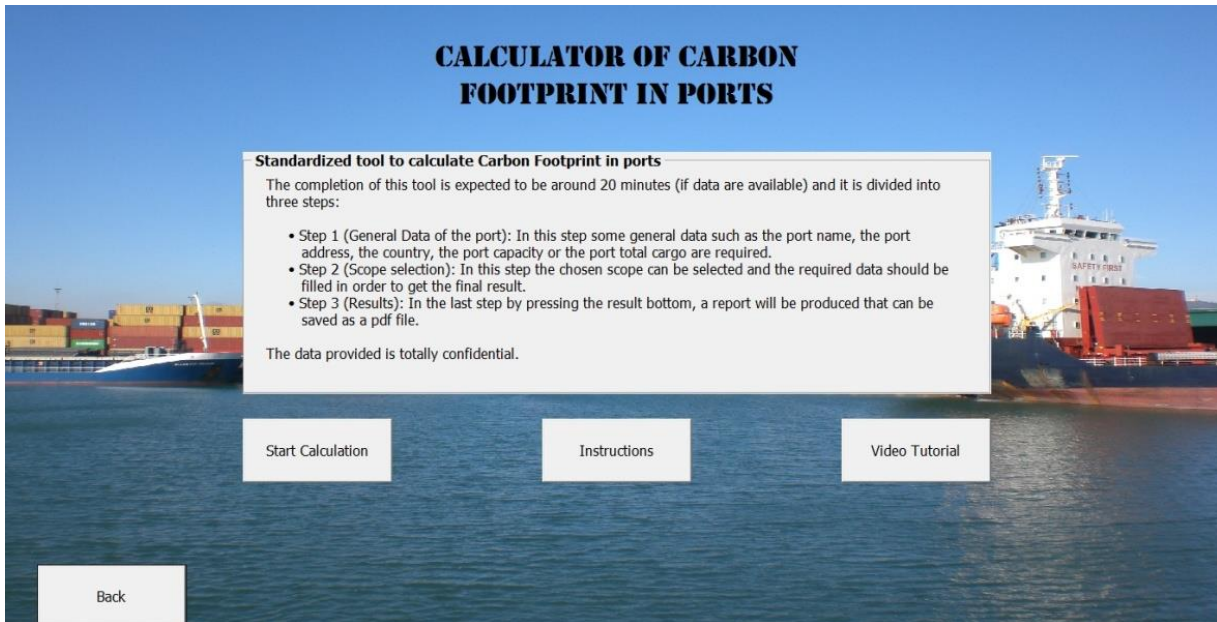 CALCULATOR OF CARBON
FOOTPRINT IN PORTS
Standardized tool to calculate Carbon Footprint in ports
The completion of this tool is expected to be around 20 minutes (if data are available) and it is divided into
three steps:
• Step 1 (General Data of the port): In this step some general data such as the port name, the port
address, the country, the port capacity or the port total cargo are required.
• Step 2 (Scope selection): In this step the chosen scope can be selected and the required data should be
filled in order to get the final result.
• Step 3 (Results): In the last step by pressing the result bottom, a report will be produced that can be
saved as a pdf file.
The data provided is totally confidential.
SAFETY FIRST
Start Calculation
Instructions
Video Tutorial
Back